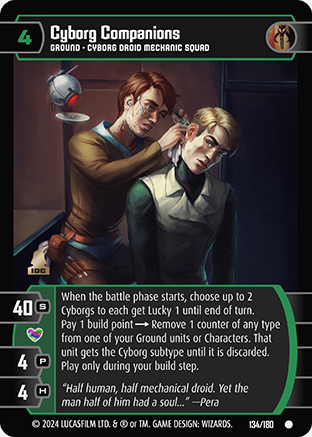 4
Cyborg Companions
GROUND - CYBORG DROID MECHANIC SQUAD
IDC
40 S
4 P
4 H
When the battle phase starts, choose up to 2
Cyborgs to each get Lucky 1 until end of turn.
Pay 1 build point → Remove 1 counter of any type
from one of your Ground units or Characters. That
unit gets the Cyborg subtype until it is discarded.
Play only during your build step.
“Half human, half mechanical droid. Yet the
man half of him had a soul...” —Pera
© 2024 LUCASFILM LTD. & ® or TM. GAME DESIGN: WIZARDS.
134/180